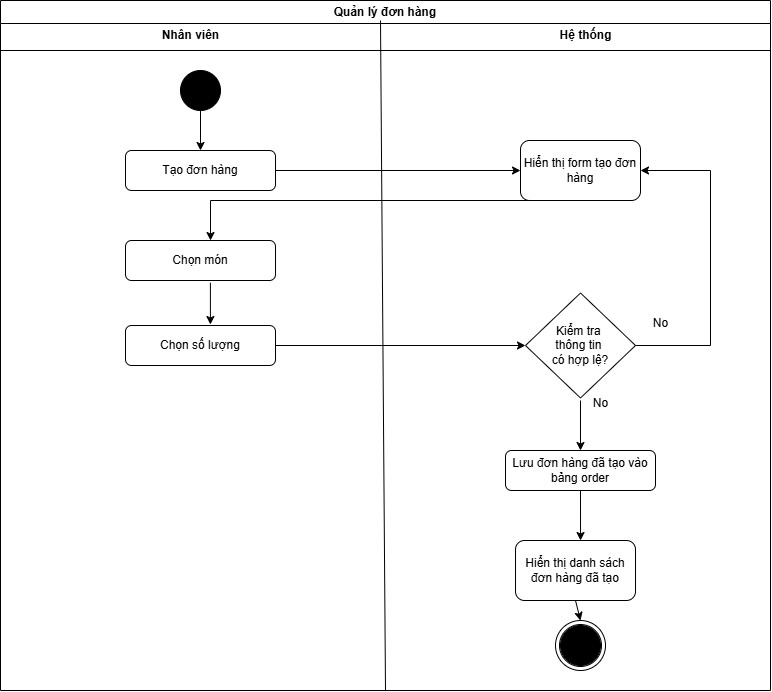 Quản lý đơn hàng
Nhân viên
Hệ thống
Tạo đơn hàng
Hiển thị form tạo đơn
hàng
Chọn món
Chọn số lượng
Kiểm tra
thông tin
có hợp lệ?
No
No
Lưu đơn hàng đã tạo vào
bảng order
Hiển thị danh sách
đơn hàng đã tạo